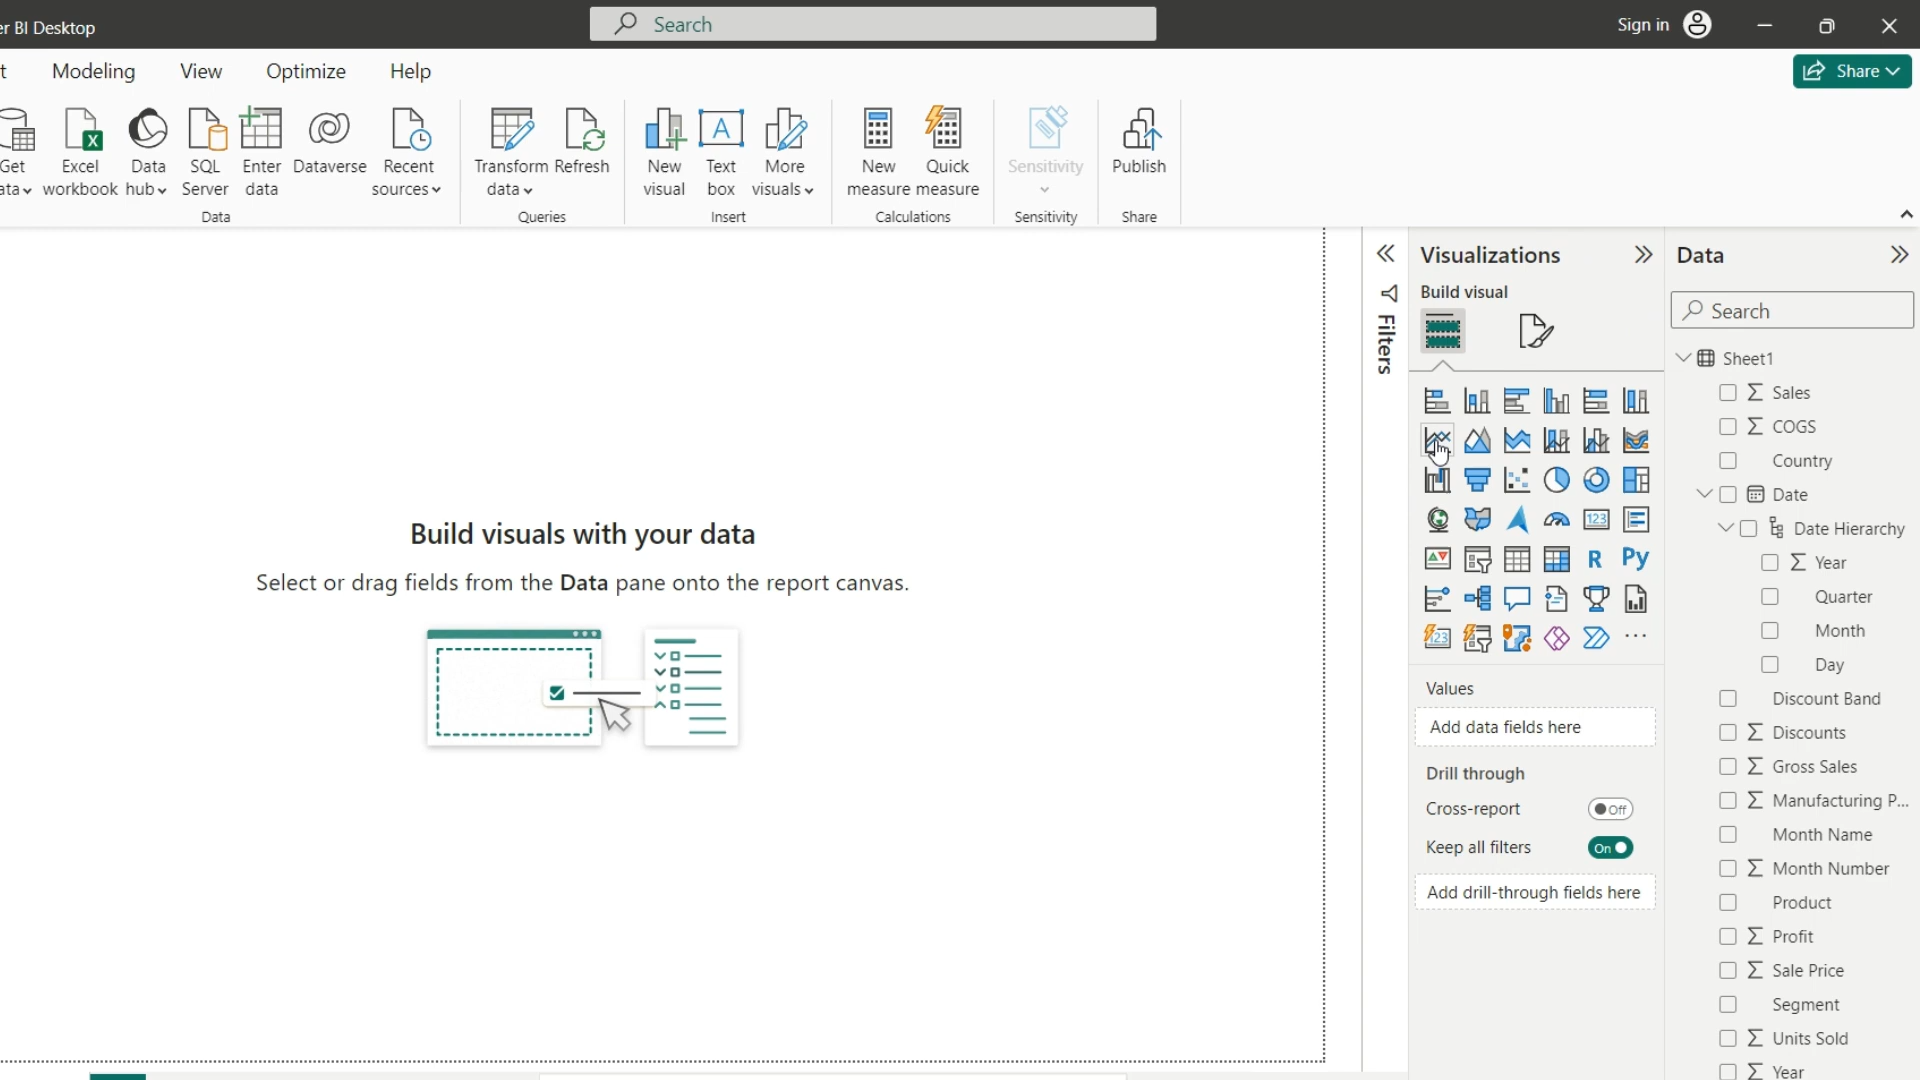 er BI Desktop
Search
Sign in
t
Modeling
View
Optimize
Help
Share
Get
ata
Excel
workbook
Data
hub
SQL
Server
Enter
data
Dataverse
Recent
sources
Data
Transform
data
Refresh
Queries
New
visual
A
Text
box
More
visuals
Insert
New
measure
Quick
measure
Calculations
Sensitivity
Sensitivity
Publish
Share
Filters
Visualizations
Build visual
123
R
Py
123
Values
Add data fields here
Drill through
Cross-report
Off
Keep all filters
On
Add drill-through fields here
Data
Search
Sheet1
Σ Sales
Σ COGS
Country
Date
Date Hierarchy
Σ Year
Quarter
Month
Day
Discount Band
Σ Discounts
Σ Gross Sales
Σ Manufacturing P...
Month Name
Σ Month Number
Product
Σ Profit
Σ Sale Price
Segment
Σ Units Sold
Σ Year
Build visuals with your data
Select or drag fields from the Data pane onto the report canvas.